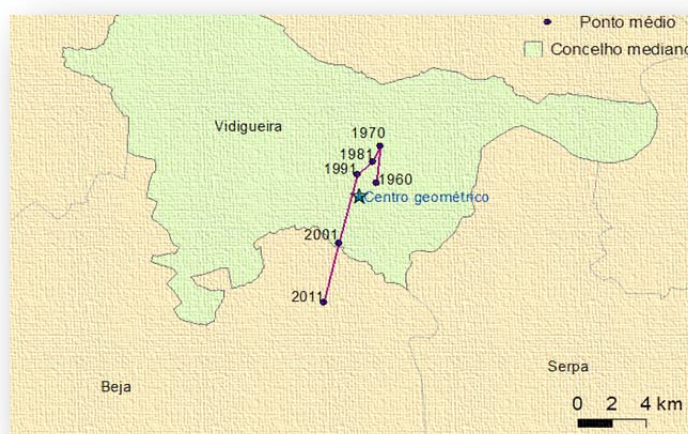 Ponto médio
Concelho mediano
Vidigueira
1970
1981
1991
1960
Centro geométrico
2001
2011
Beja
Serpa
0 2 4 km